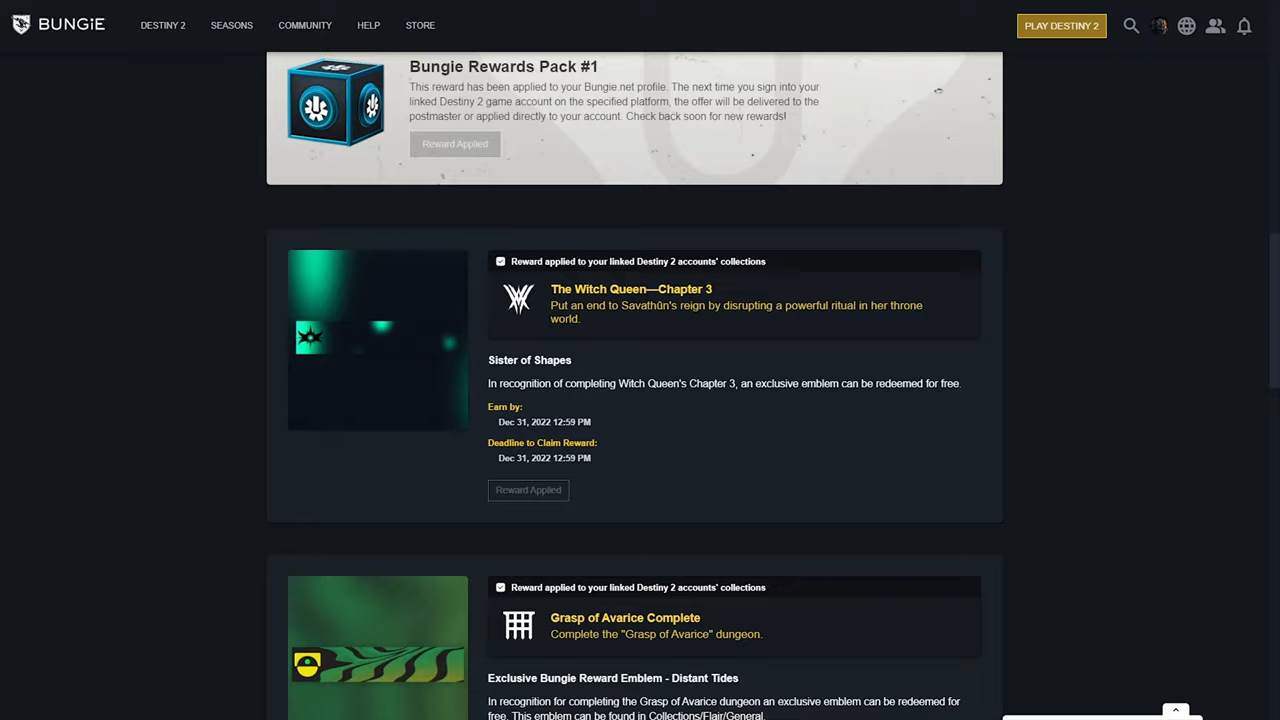 BUNGiE
DESTINY 2
SEASONS
COMMUNITY
HELP
STORE
PLAY DESTINY 2
Bungie Rewards Pack #1
This reward has been applied to your Bungie.net profile. The next time you sign into your
linked Destiny 2 game account on the specified platform, the offer will be delivered to the
postmaster or applied directly to your account. Check back soon for new rewards!
Reward Applied
Reward applied to your linked Destiny 2 accounts' collections
The Witch Queen—Chapter 3
Put an end to Savathûn's reign by disrupting a powerful ritual in her throne
world.
Sister of Shapes
In recognition of completing Witch Queen's Chapter 3, an exclusive emblem can be redeemed for free.
Earn by:
Dec 31, 2022 12:59 PM
Deadline to Claim Reward:
Dec 31, 2022 12:59 PM
Reward Applied
Reward applied to your linked Destiny 2 accounts' collections
Grasp of Avarice Complete
Complete the "Grasp of Avarice" dungeon.
Exclusive Bungie Reward Emblem - Distant Tides
In recognition for completing the Grasp of Avarice dungeon an exclusive emblem can be redeemed for
free. This emblem can be found in Collections/Flair/General.